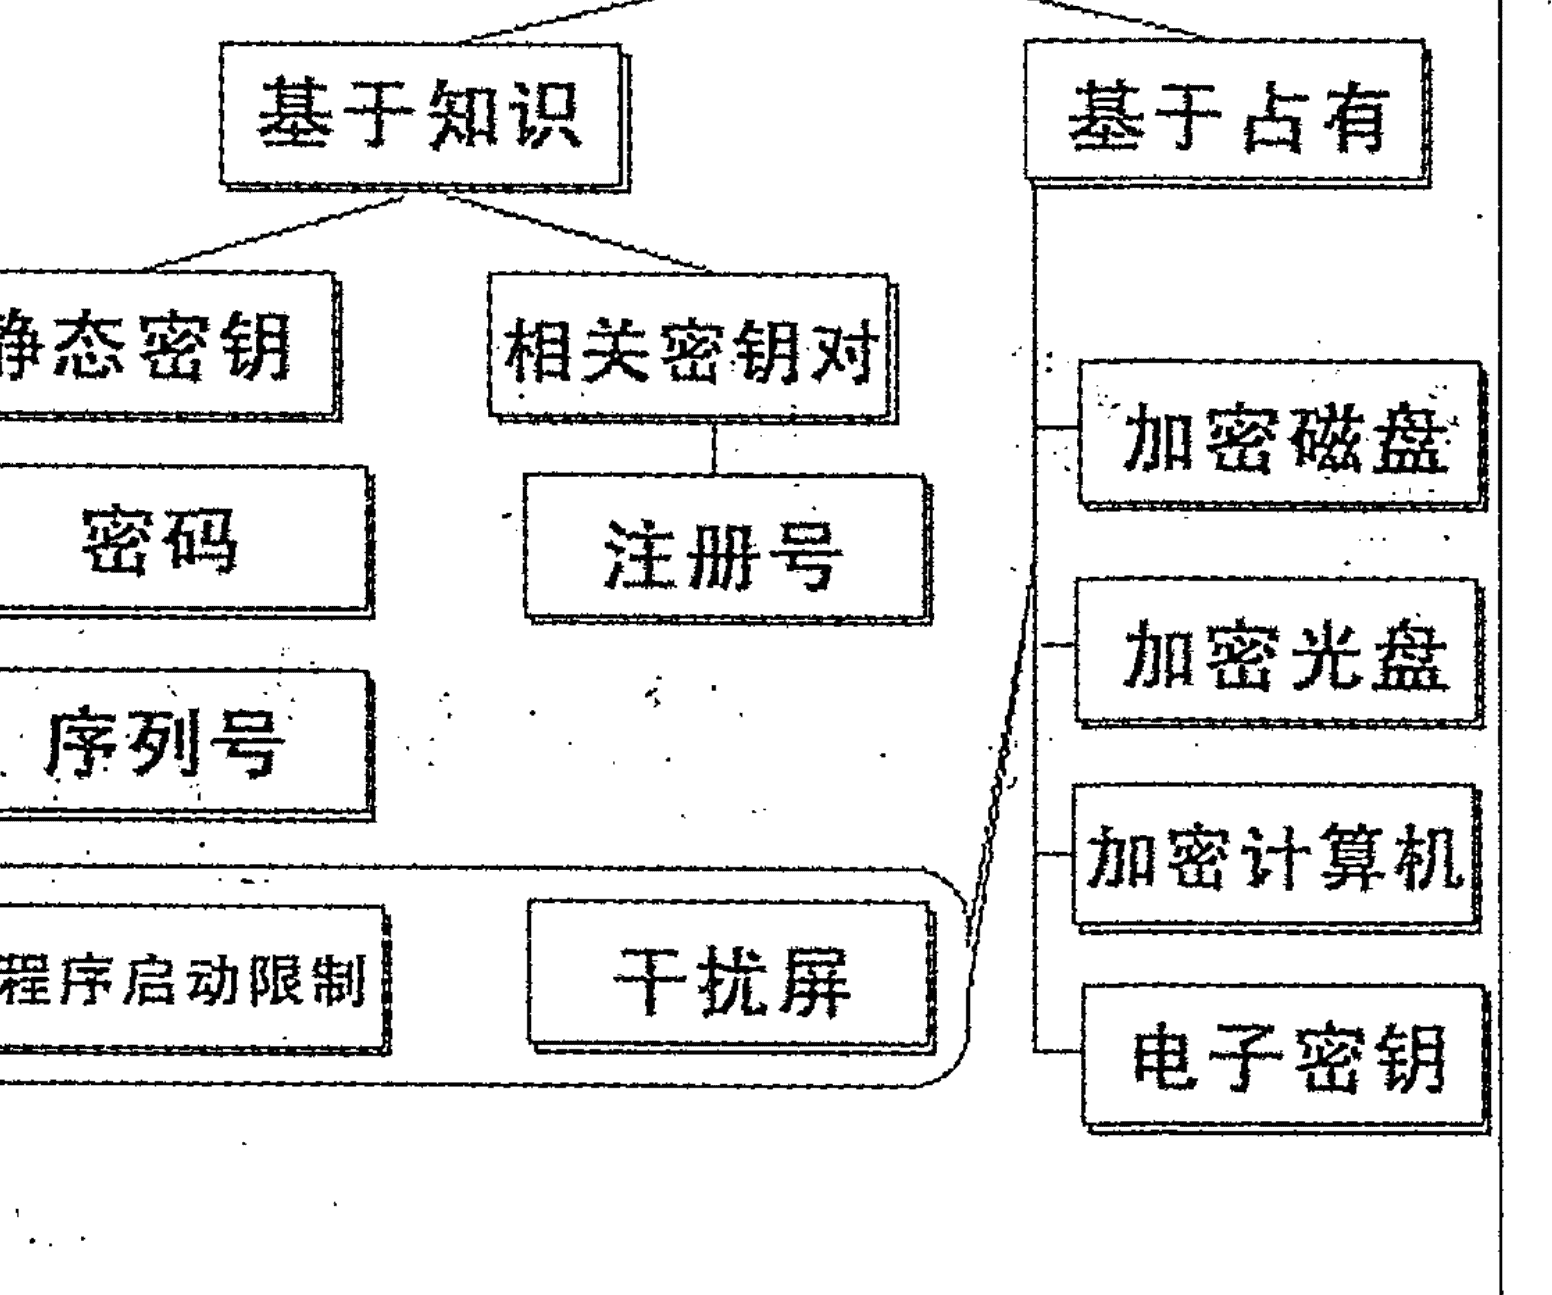 基于知识
基于占有
静态密钥
相关密钥对
加密磁盘
密码
注册号
加密光盘
序列号
加密计算机
程序启动限制
干扰屏
电子密钥